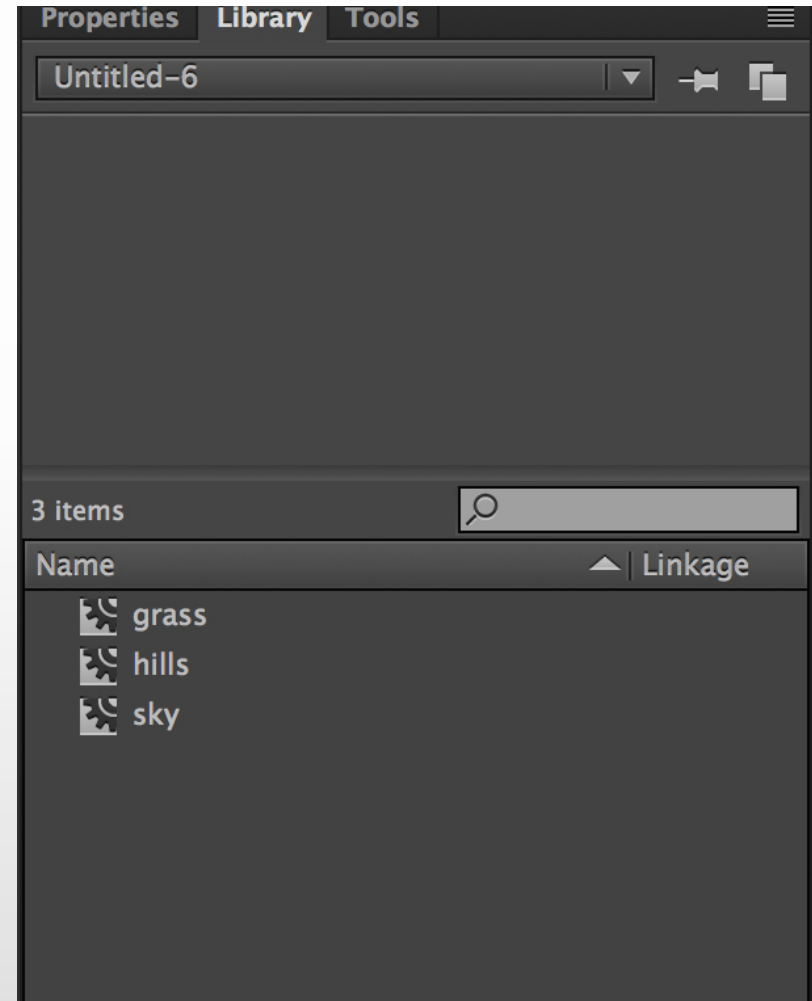 Properties Library Tools
Untitled-6
3 items
Name Linkage
grass
hills
sky